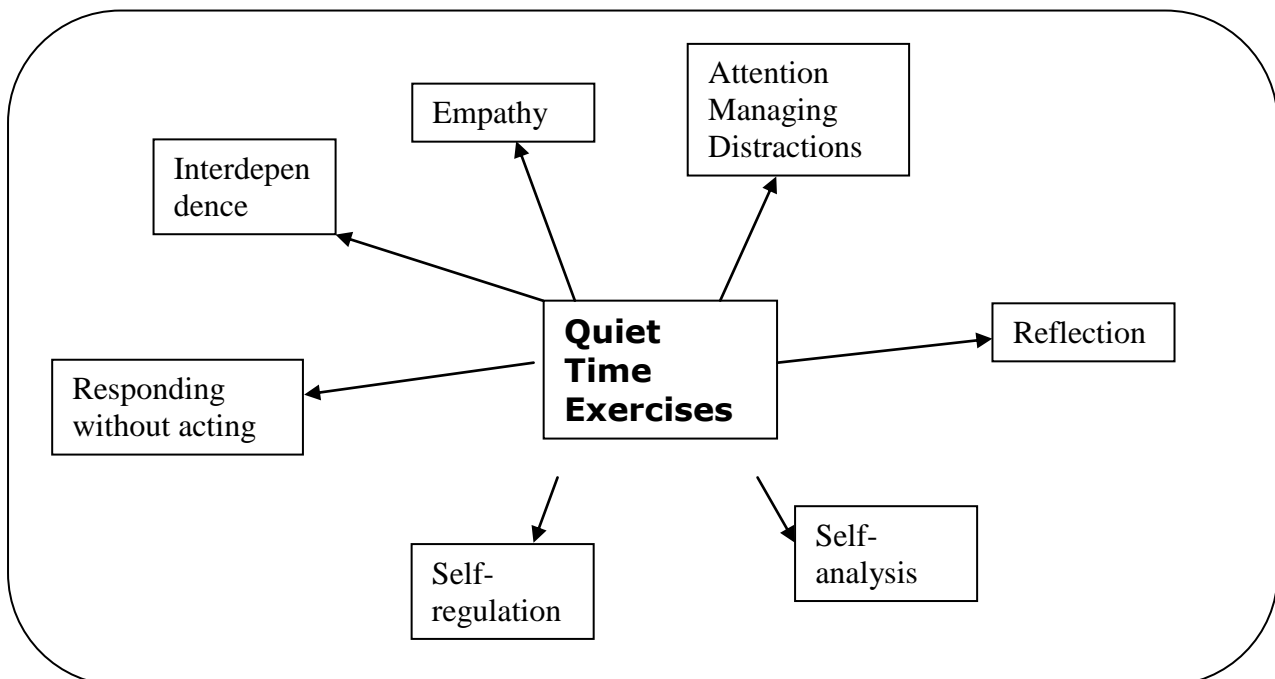 Empathy
Attention
Managing
Distractions
Interdepen
dence
Quiet
Time
Exercises
Reflection
Responding
without acting
Self-
regulation
Self-
analysis